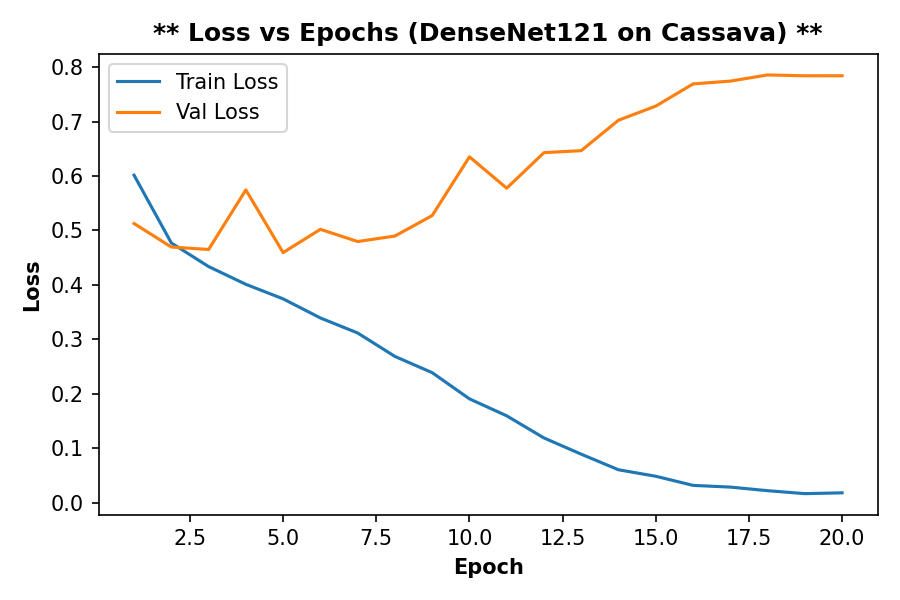 ** Loss vs Epochs (DenseNet121 on Cassava) **
Train Loss
Val Loss
Loss
0.8
0.7
0.6
0.5
0.4
0.3
0.2
0.1
0.0
2.5 5.0 7.5 10.0 12.5 15.0 17.5 20.0
Epoch